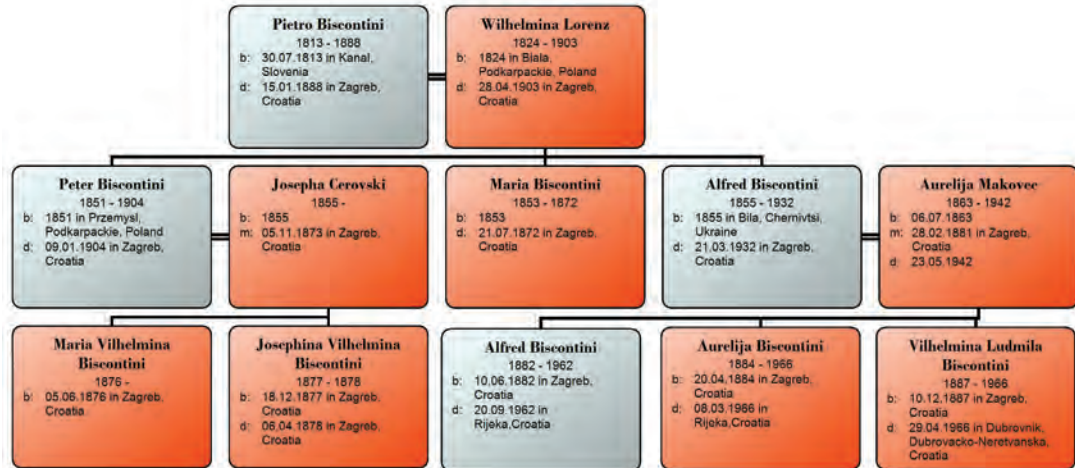 Pietro Biscontini
1813 - 1888
b: 30.07.1813 in Kanal,
Slovenia
d: 15.01.1888 in Zagreb,
Croatia
Wilhelmina Lorenz
1824 - 1903
b: 1824 in Biala,
Podkarpackie, Poland
d: 28.04.1903 in Zagreb,
Croatia
Peter Biscontini
1851 - 1904
b: 1851 in Przemysl,
Podkarpackie, Poland
d: 09.01.1904 in Zagreb,
Croatia
Josepha Cerovski
1855 -
b: 1855
m: 05.11.1873 in Zagreb,
Croatia
Maria Biscontini
1853 - 1872
b: 1853
d: 21.07.1872 in Zagreb,
Croatia
Alfred Biscontini
1855 - 1932
b: 1855 in Bila, Chernivtsi,
Ukraine
d: 21.03.1932 in Zagreb,
Croatia
Aurelija Makovec
1863 - 1942
b: 06.07.1863
m: 28.02.1881 in Zagreb,
Croatia
d: 23.05.1942
Maria Vilhelmina
Biscontini
1876 -
b: 05.06.1876 in Zagreb,
Croatia
Josephina Vilhelmina
Biscontini
1877 - 1878
b: 18.12.1877 in Zagreb,
Croatia
d: 06.04.1878 in Zagreb,
Croatia
Alfred Biscontini
1882 - 1962
b: 10.06.1882 in Zagreb,
Croatia
d: 20.09.1962 in
Rijeka,Croatia
Aurelija Biscontini
1884 - 1966
b: 20.04.1884 in Zagreb,
Croatia
d: 08.03.1966 in
Rijeka,Croatia
Vilhelmina Ludmila
Biscontini
1887 - 1966
b: 10.12.1887 in Zagreb,
Croatia
d: 29.04.1966 in Dubrovnik,
Dubrovacko-Neretvanska,
Croatia